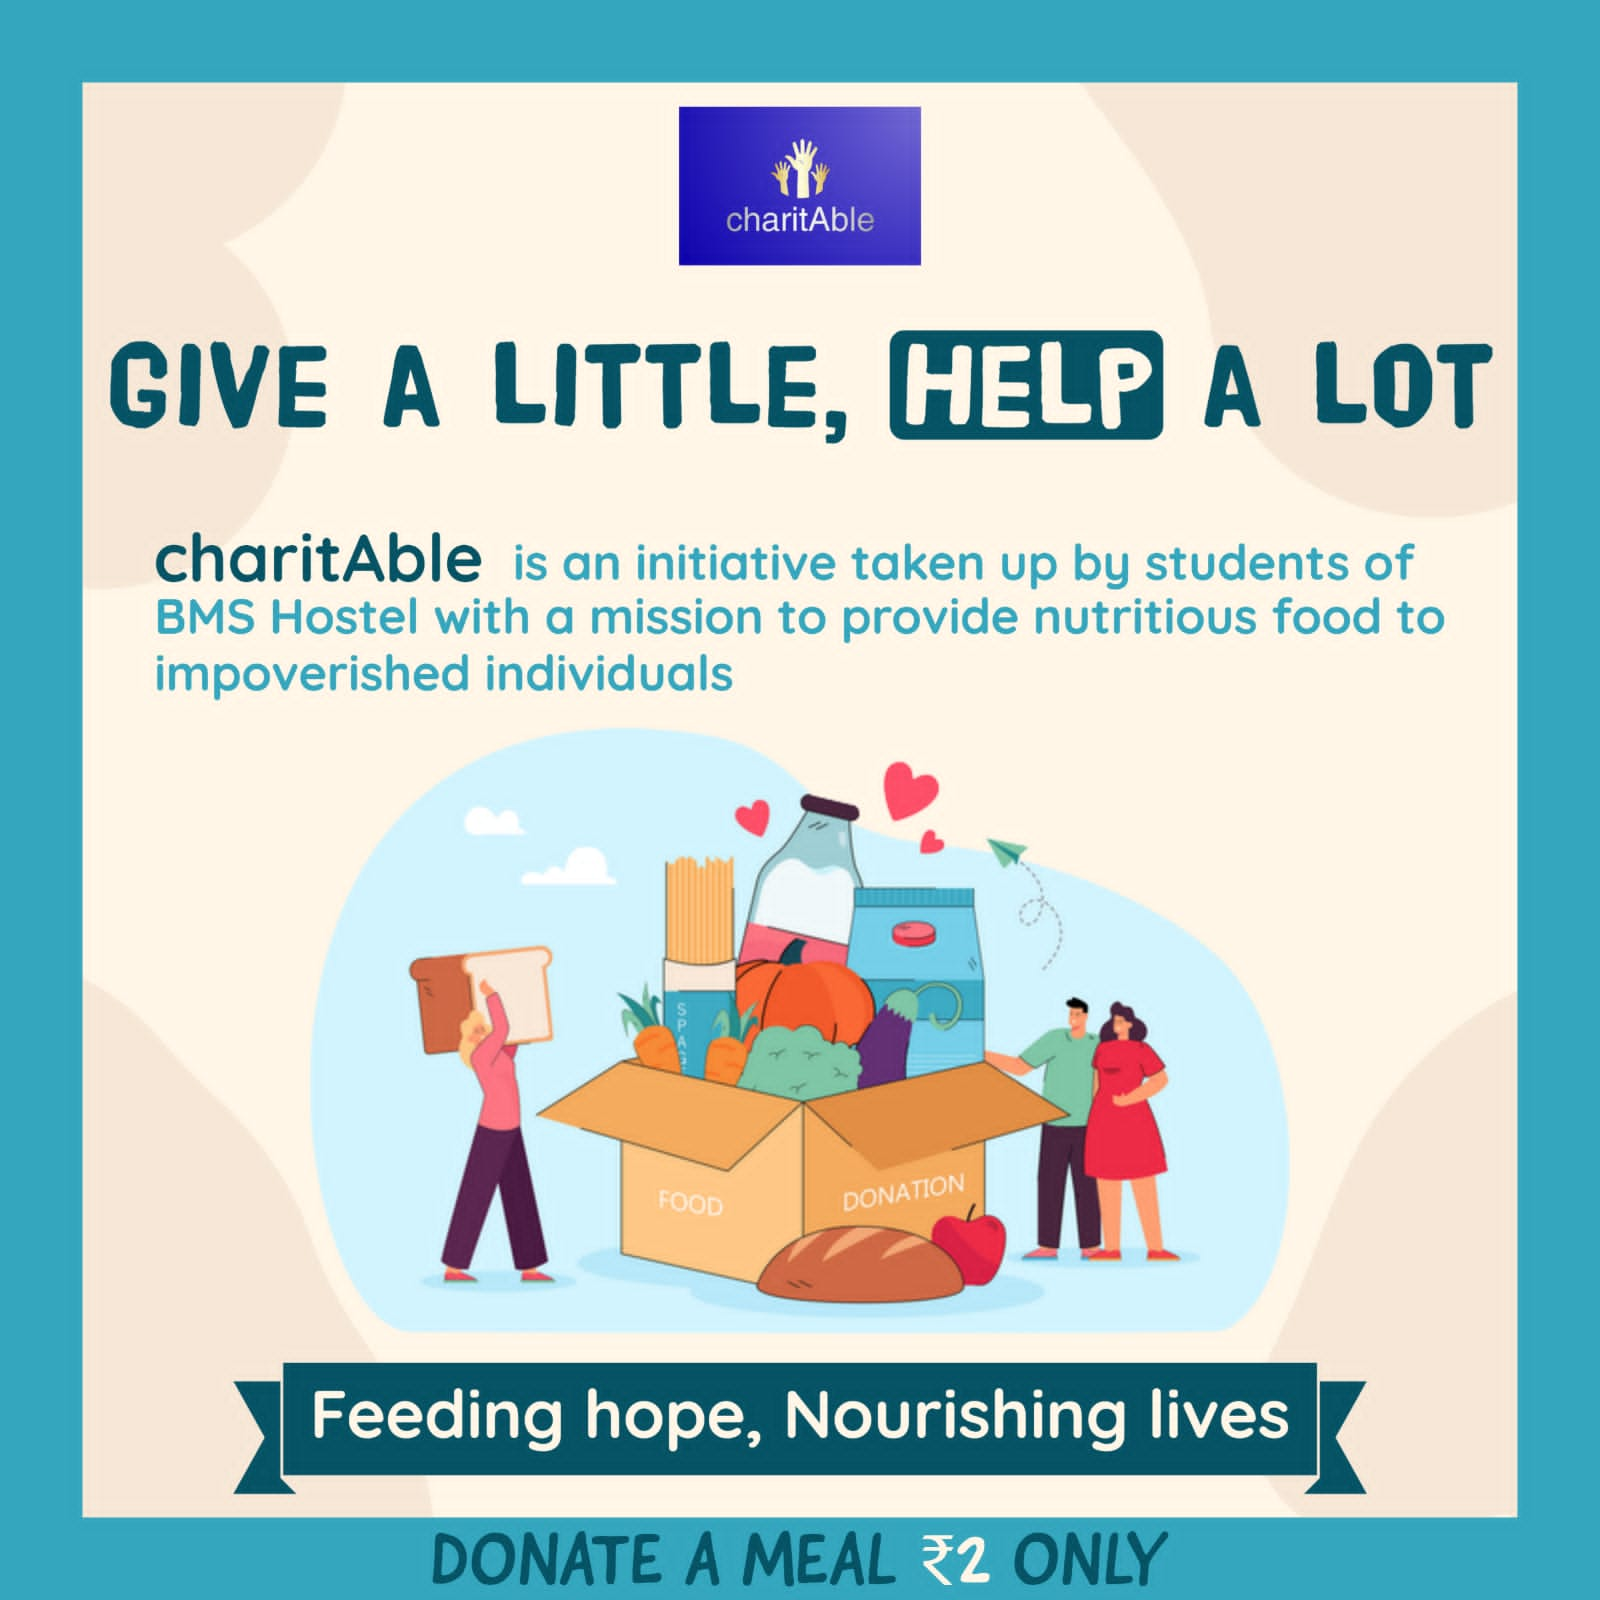 charitAble
GIVE A LITTLE, HELP A LOT
charitAble is an initiative taken up by students of
BMS Hostel with a mission to provide nutritious food to
impoverished individuals
SPAG
FOOD
DONATION
Feeding hope, Nourishing lives
DONATE A MEAL ₹2 ONLY